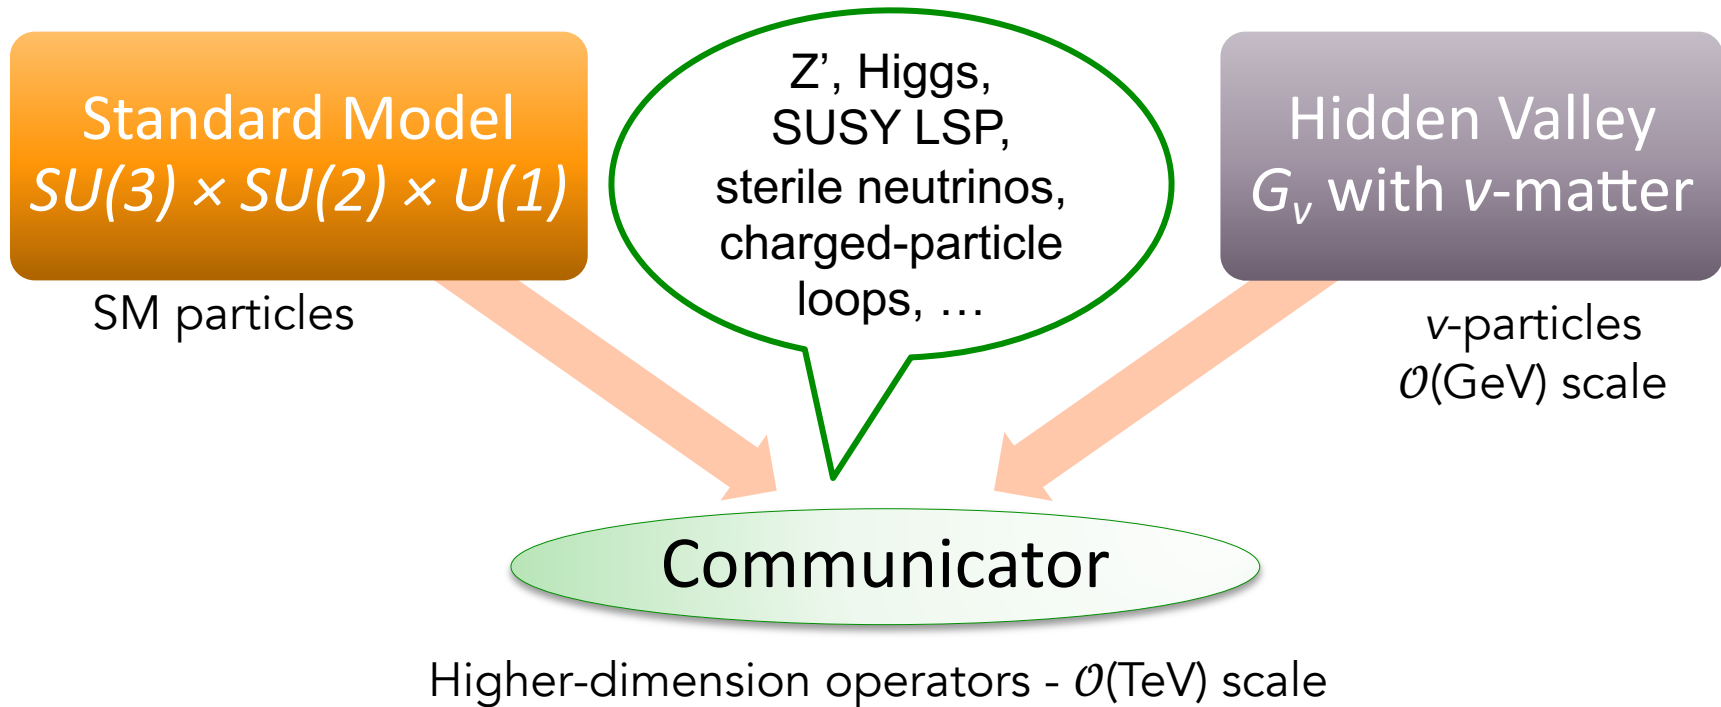 Standard Model
SU(3) × SU(2) × U(1)
SM particles
Z’, Higgs,
SUSY LSP,
sterile neutrinos,
charged-particle
loops, …
Hidden Valley
Gᵥ with v-matter
v-particles
𝒪(GeV) scale
Communicator
Higher-dimension operators - 𝒪(TeV) scale